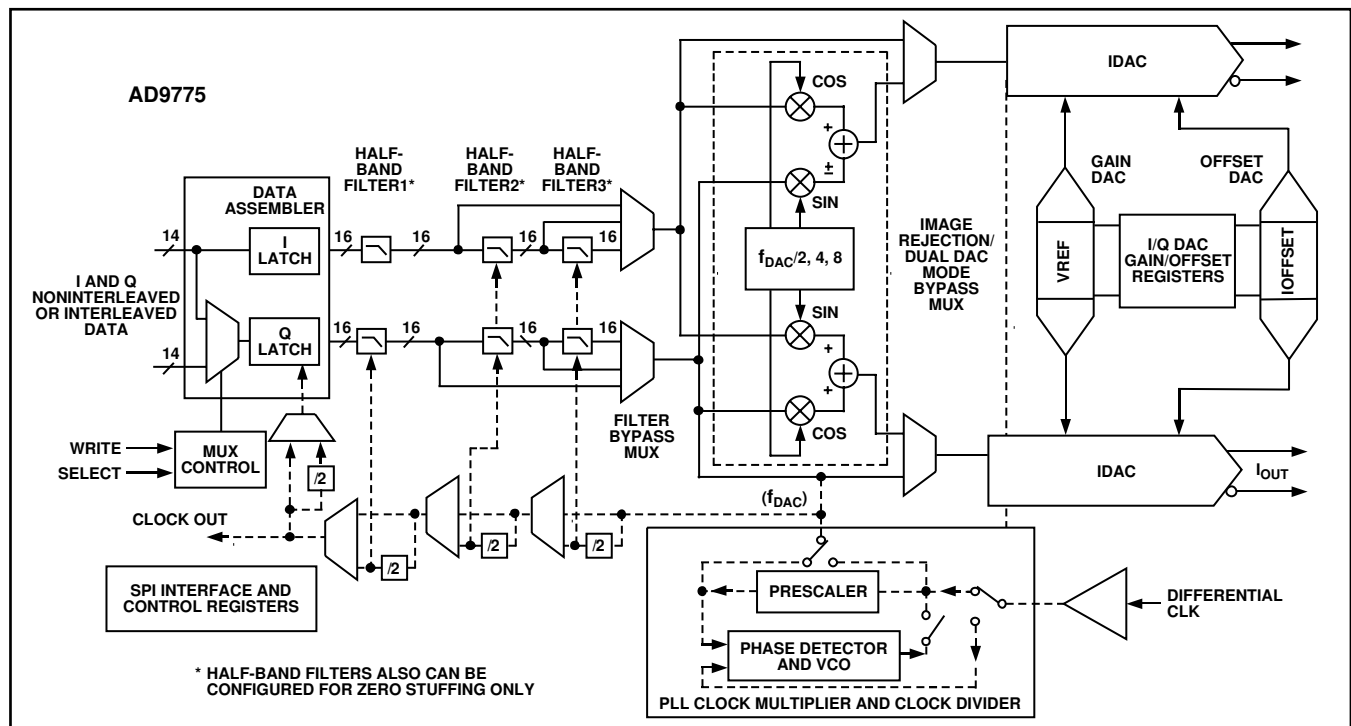 AD9775
HALF-
BAND
FILTER1*
HALF-
BAND
FILTER2*
HALF-
BAND
FILTER3*
DATA
ASSEMBLER
14
I
LATCH
16
16
16
16
I AND Q
NONINTERLEAVED
OR INTERLEAVED
DATA
14
Q
LATCH
16
16
16
16
WRITE
SELECT
MUX
CONTROL
/2
CLOCK OUT
/2
/2
/2
SPI INTERFACE AND
CONTROL REGISTERS
* HALF-BAND FILTERS ALSO CAN BE
CONFIGURED FOR ZERO STUFFING ONLY
FILTER
BYPASS
MUX
COS
+
±
SIN
fDAC/2, 4, 8
SIN
+
+
COS
(fDAC)
IMAGE
REJECTION/
DUAL DAC
MODE
BYPASS
MUX
IDAC
GAIN
DAC
OFFSET
DAC
VREF
I/Q DAC
GAIN/OFFSET
REGISTERS
IOFFSET
IDAC
IOUT
PRESCALER
PHASE DETECTOR
AND VCO
PLL CLOCK MULTIPLIER AND CLOCK DIVIDER
DIFFERENTIAL
CLK